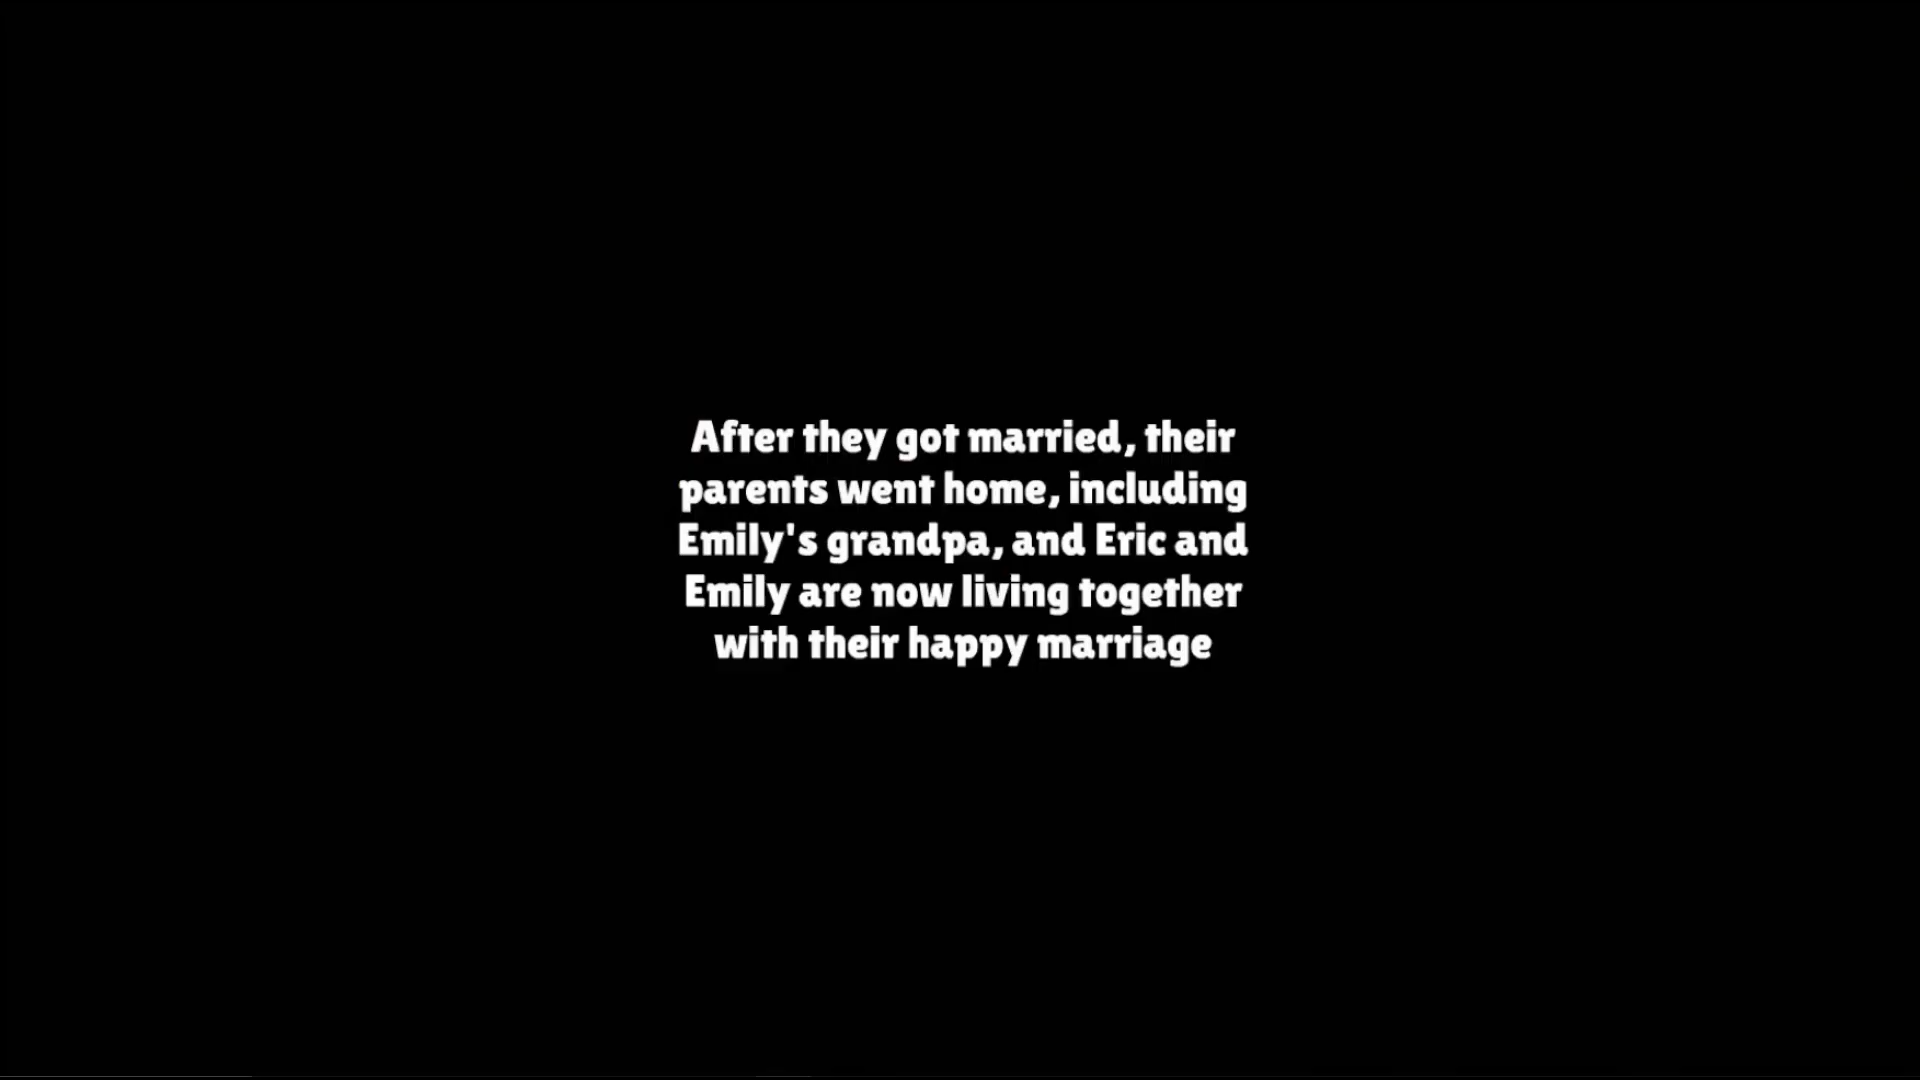 After they got married, their
parents went home, including
Emily's grandpa, and Eric and
Emily are now living together
with their happy marriage